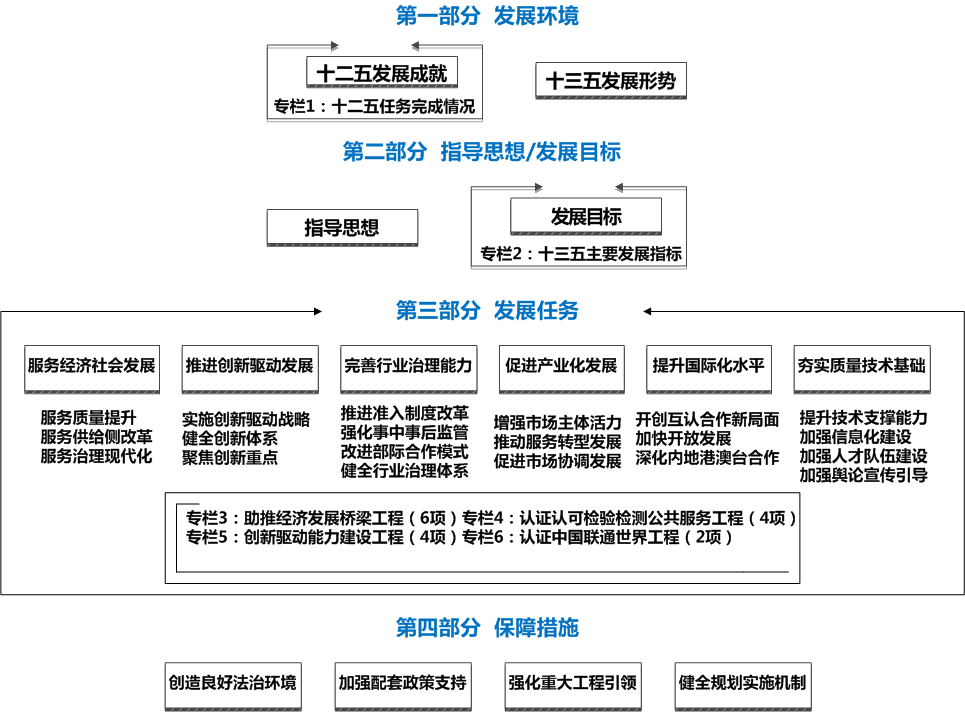 第一部分 发展环境
十二五发展成就
专栏1：十二五任务完成情况
十三五发展形势
第二部分 指导思想/发展目标
指导思想
发展目标
专栏2：十三五主要发展指标
第三部分 发展任务
服务经济社会发展
服务质量提升
服务供给侧改革
服务治理现代化
推进创新驱动发展
实施创新驱动战略
健全创新体系
聚焦创新重点
完善行业治理能力
推进准入制度改革
强化事中事后监管
改进部际合作模式
健全行业治理体系
促进产业化发展
增强市场主体活力
推动服务转型发展
促进市场协调发展
提升国际化水平
开创互认合作新局面
加快开放发展
深化内地港澳台合作
夯实质量技术基础
提升技术支撑能力
加强信息化建设
加强人才队伍建设
加强舆论宣传引导
专栏3：助推经济发展桥梁工程（6项）专栏4：认证认可检验检测公共服务工程（4项）
专栏5：创新驱动能力建设工程（4项）专栏6：认证中国联通世界工程（2项）
第四部分 保障措施
创造良好法治环境
加强配套政策支持
强化重大工程引领
健全规划实施机制